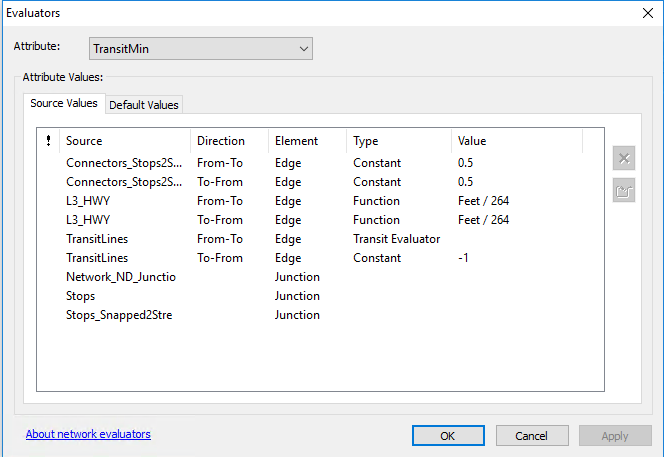 Evaluators
Attribute: TransitMin
Attribute Values:
Source Values Default Values
! Source Direction Element Type Value
Connectors_Stops2S... From-To Edge Constant 0.5
Connectors_Stops2S... To-From Edge Constant 0.5
L3_HWY From-To Edge Function Feet / 264
L3_HWY To-From Edge Function Feet / 264
TransitLines From-To Edge Transit Evaluator
TransitLines To-From Edge Constant -1
Network_ND_Junctio Junction
Stops Junction
Stops_Snapped2Stre Junction
About network evaluators OK Cancel Apply